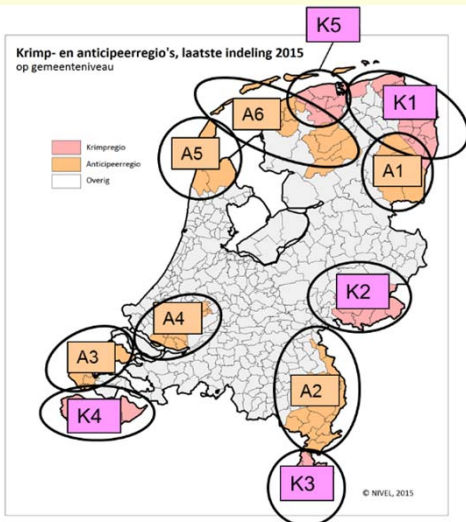 K5
Krimp- en anticipeerregio's, laatste indeling 2015
op gemeenteniveau
K1
A6
Krimpregio
A5
Anticipeerregio
A1
Overig
K2
A4
A3
A2
K4
K3
© NIVEL, 2015